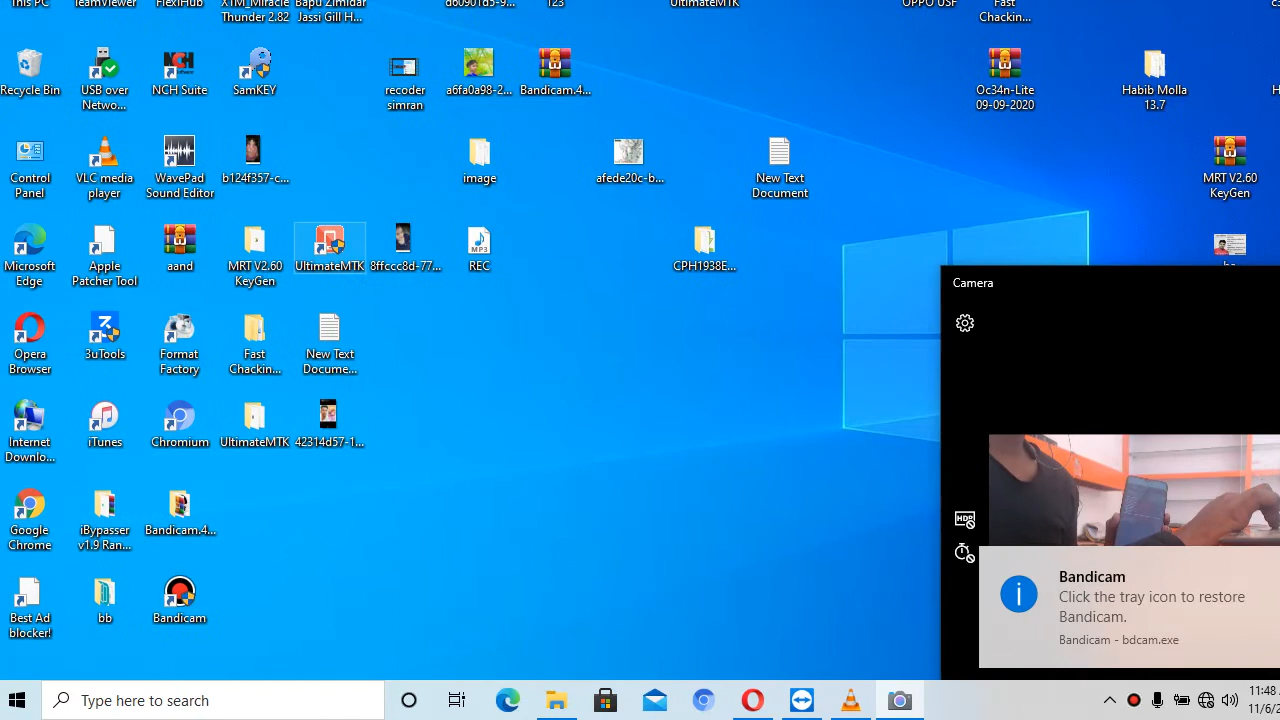 This PC
TeamViewer
FlexiHub
XTM_Miracle
Thunder 2.82
Bapu Zimidar
Jassi Gill H...
d60901d5-9...
123
UltimateMTK
OPPO USF
Fast
Chackin...
Recycle Bin
USB over
Netwo...
NCH Suite
SamKEY
recoder
simran
a6fa0a98-2...
Bandicam.4...
Oc34n-Lite
09-09-2020
Habib Molla
13.7
Control
Panel
VLC media
player
WavePad
Sound Editor
b124f357-c...
image
afede20c-b...
New Text
Document
MRT V2.60
KeyGen
Microsoft
Edge
Apple
Patcher Tool
aand
MRT V2.60
KeyGen
UltimateMTK
8ffccc8d-77...
MP3
REC
CPH1938E...
Camera
Opera
Browser
3uTools
Format
Factory
Fast
Chackin...
New Text
Docume...
Internet
Downlo...
iTunes
Chromium
UltimateMTK
42314d57-1...
Google
Chrome
iBypasser
v1.9 Ran...
Bandicam.4...
HDR
Best Ad
blocker!
bb
Bandicam
Bandicam
Click the tray icon to restore
Bandicam.
Bandicam - bdcam.exe
Type here to search
11:48
11/6/2